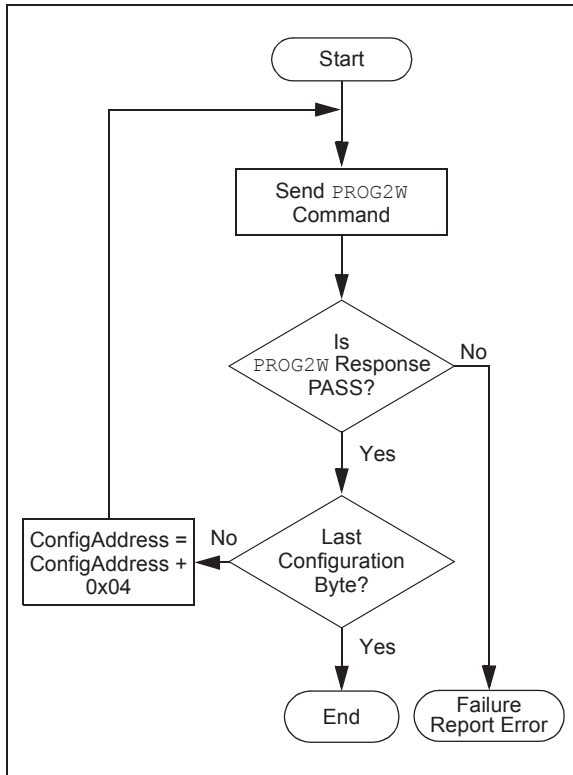 Start
Send PROG2W
Command
Is
PROG2W Response
PASS?
No
Yes
ConfigAddress =
ConfigAddress +
0x04
No
Last
Configuration
Byte?
Yes
End
Failure
Report Error